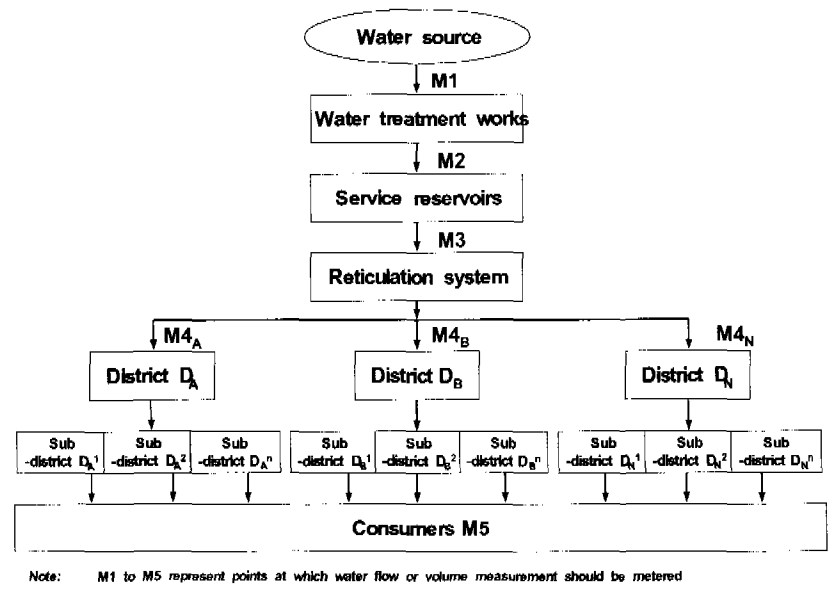 Water source
M1
Water treatment works
M2
Service reservoirs
M3
Reticulation system
M4A M4B M4N
District DA District DB District DN
Sub Sub Sub Sub Sub Sub Sub Sub Sub
-district DA1 -district DA2 -district DAn -district DB1 -district DB2 -district DBn -district DN1 -district DN2 -district DNn
Consumers M5
Note: M1 to M5 represent points at which water flow or volume measurement should be metered